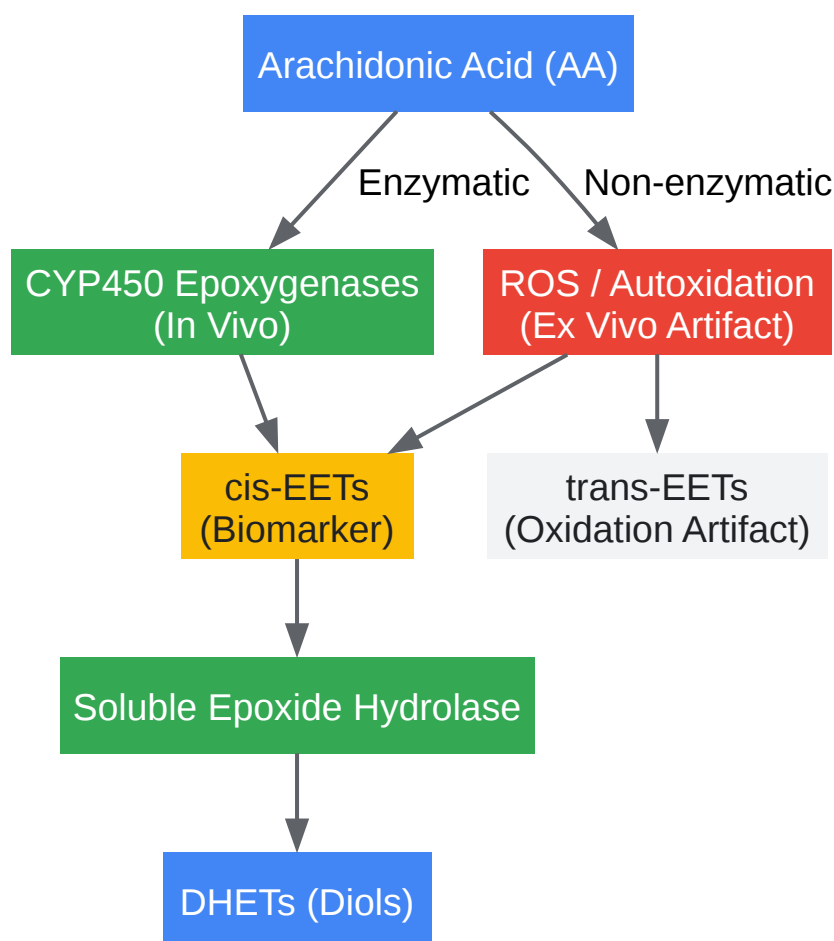 Arachidonic Acid (AA)
Enzymatic
Non-enzymatic
CYP450 Epoxygenases
(In Vivo)
ROS / Autoxidation
(Ex Vivo Artifact)
cis-EETs
(Biomarker)
trans-EETs
(Oxidation Artifact)
Soluble Epoxide Hydrolase
DHETs (Diols)